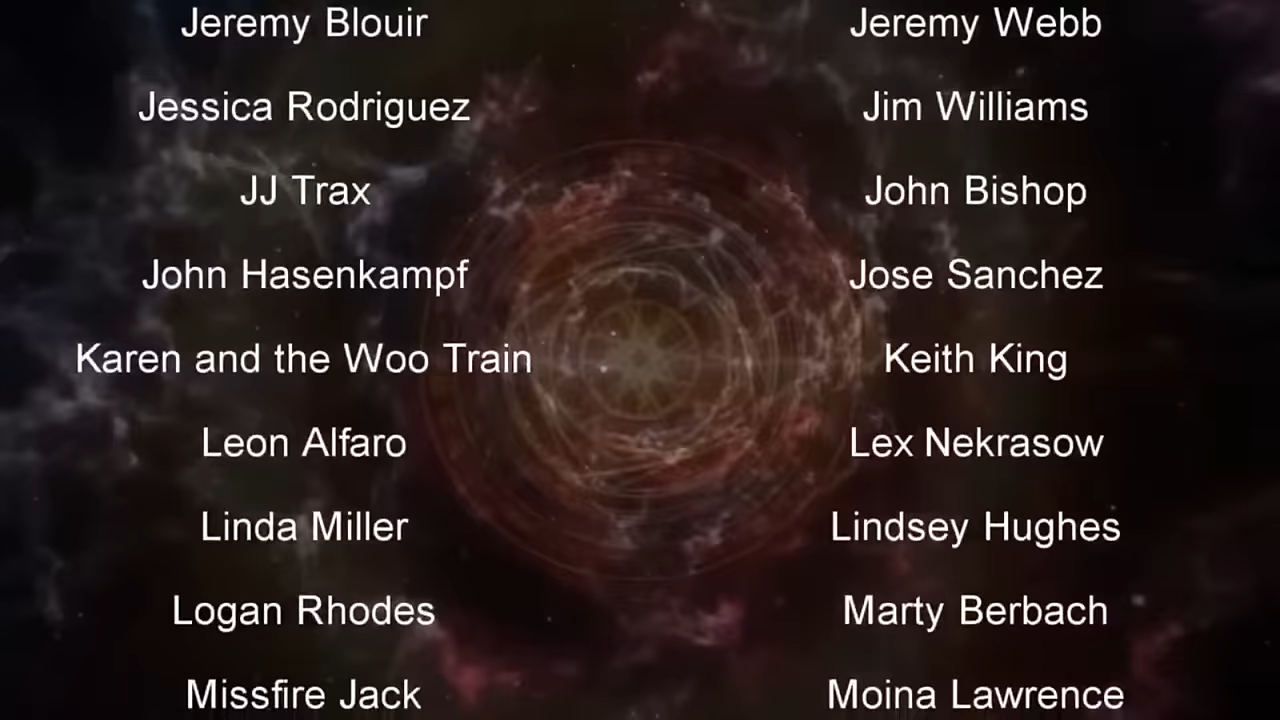 Jeremy Blouir Jeremy Webb
Jessica Rodriguez Jim Williams
JJ Trax John Bishop
John Hasenkampf Jose Sanchez
Karen and the Woo Train Keith King
Leon Alfaro Lex Nekrasow
Linda Miller Lindsey Hughes
Logan Rhodes Marty Berbach
Missfire Jack Moina Lawrence